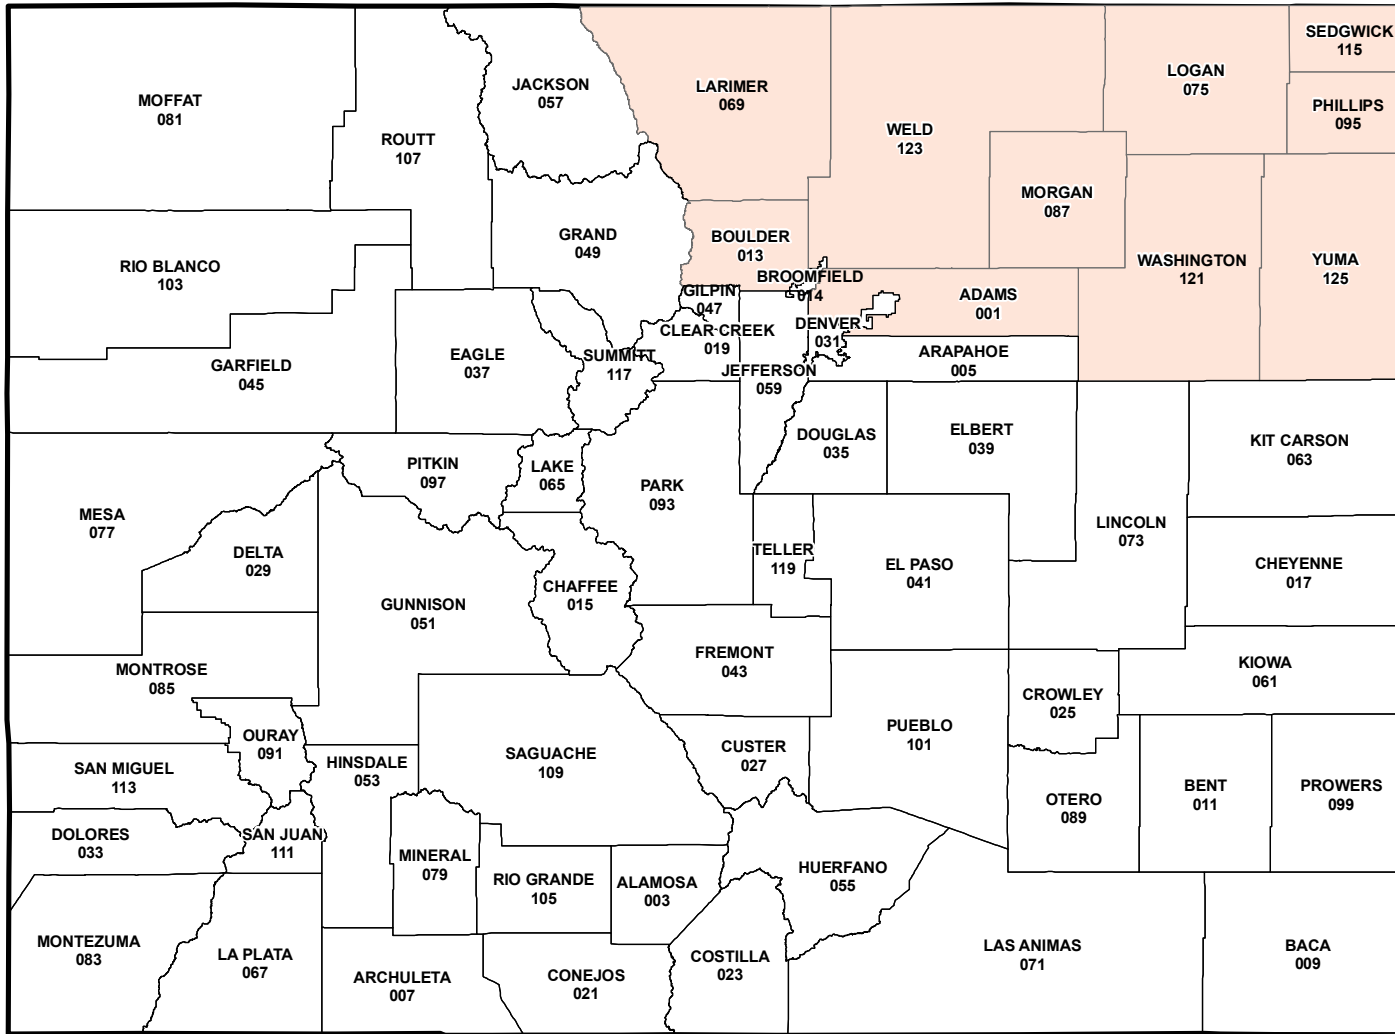 MOFFAT
081
ROUTT
107
JACKSON
057
LARIMER
069
WELD
123
LOGAN
075
SEDGWICK
115
PHILLIPS
095
MORGAN
087
RIO BLANCO
103
GRAND
049
BOULDER
013
BROOMFIELD
014
WASHINGTON
121
YUMA
125
GILPIN
047
ADAMS
001
CLEAR CREEK
019
DENVER
031
GARFIELD
045
EAGLE
037
SUMMITT
117
JEFFERSON
059
ARAPAHOE
005
DOUGLAS
035
ELBERT
039
KIT CARSON
063
PITKIN
097
LAKE
065
PARK
093
MESA
077
LINCOLN
073
DELTA
029
TELLER
119
EL PASO
041
CHEYENNE
017
GUNNISON
051
CHAFFEE
015
MONTROSE
085
FREMONT
043
KIOWA
061
CROWLEY
025
OURAY
091
PUEBLO
101
SAN MIGUEL
113
HINSDALE
053
SAGUACHE
109
CUSTER
027
OTERO
089
BENT
011
PROWERS
099
DOLORES
033
SAN JUAN
111
MINERAL
079
RIO GRANDE
105
ALAMOSA
003
HUERFANO
055
MONTEZUMA
083
LA PLATA
067
ARCHULETA
007
CONEJOS
021
COSTILLA
023
LAS ANIMAS
071
BACA
009